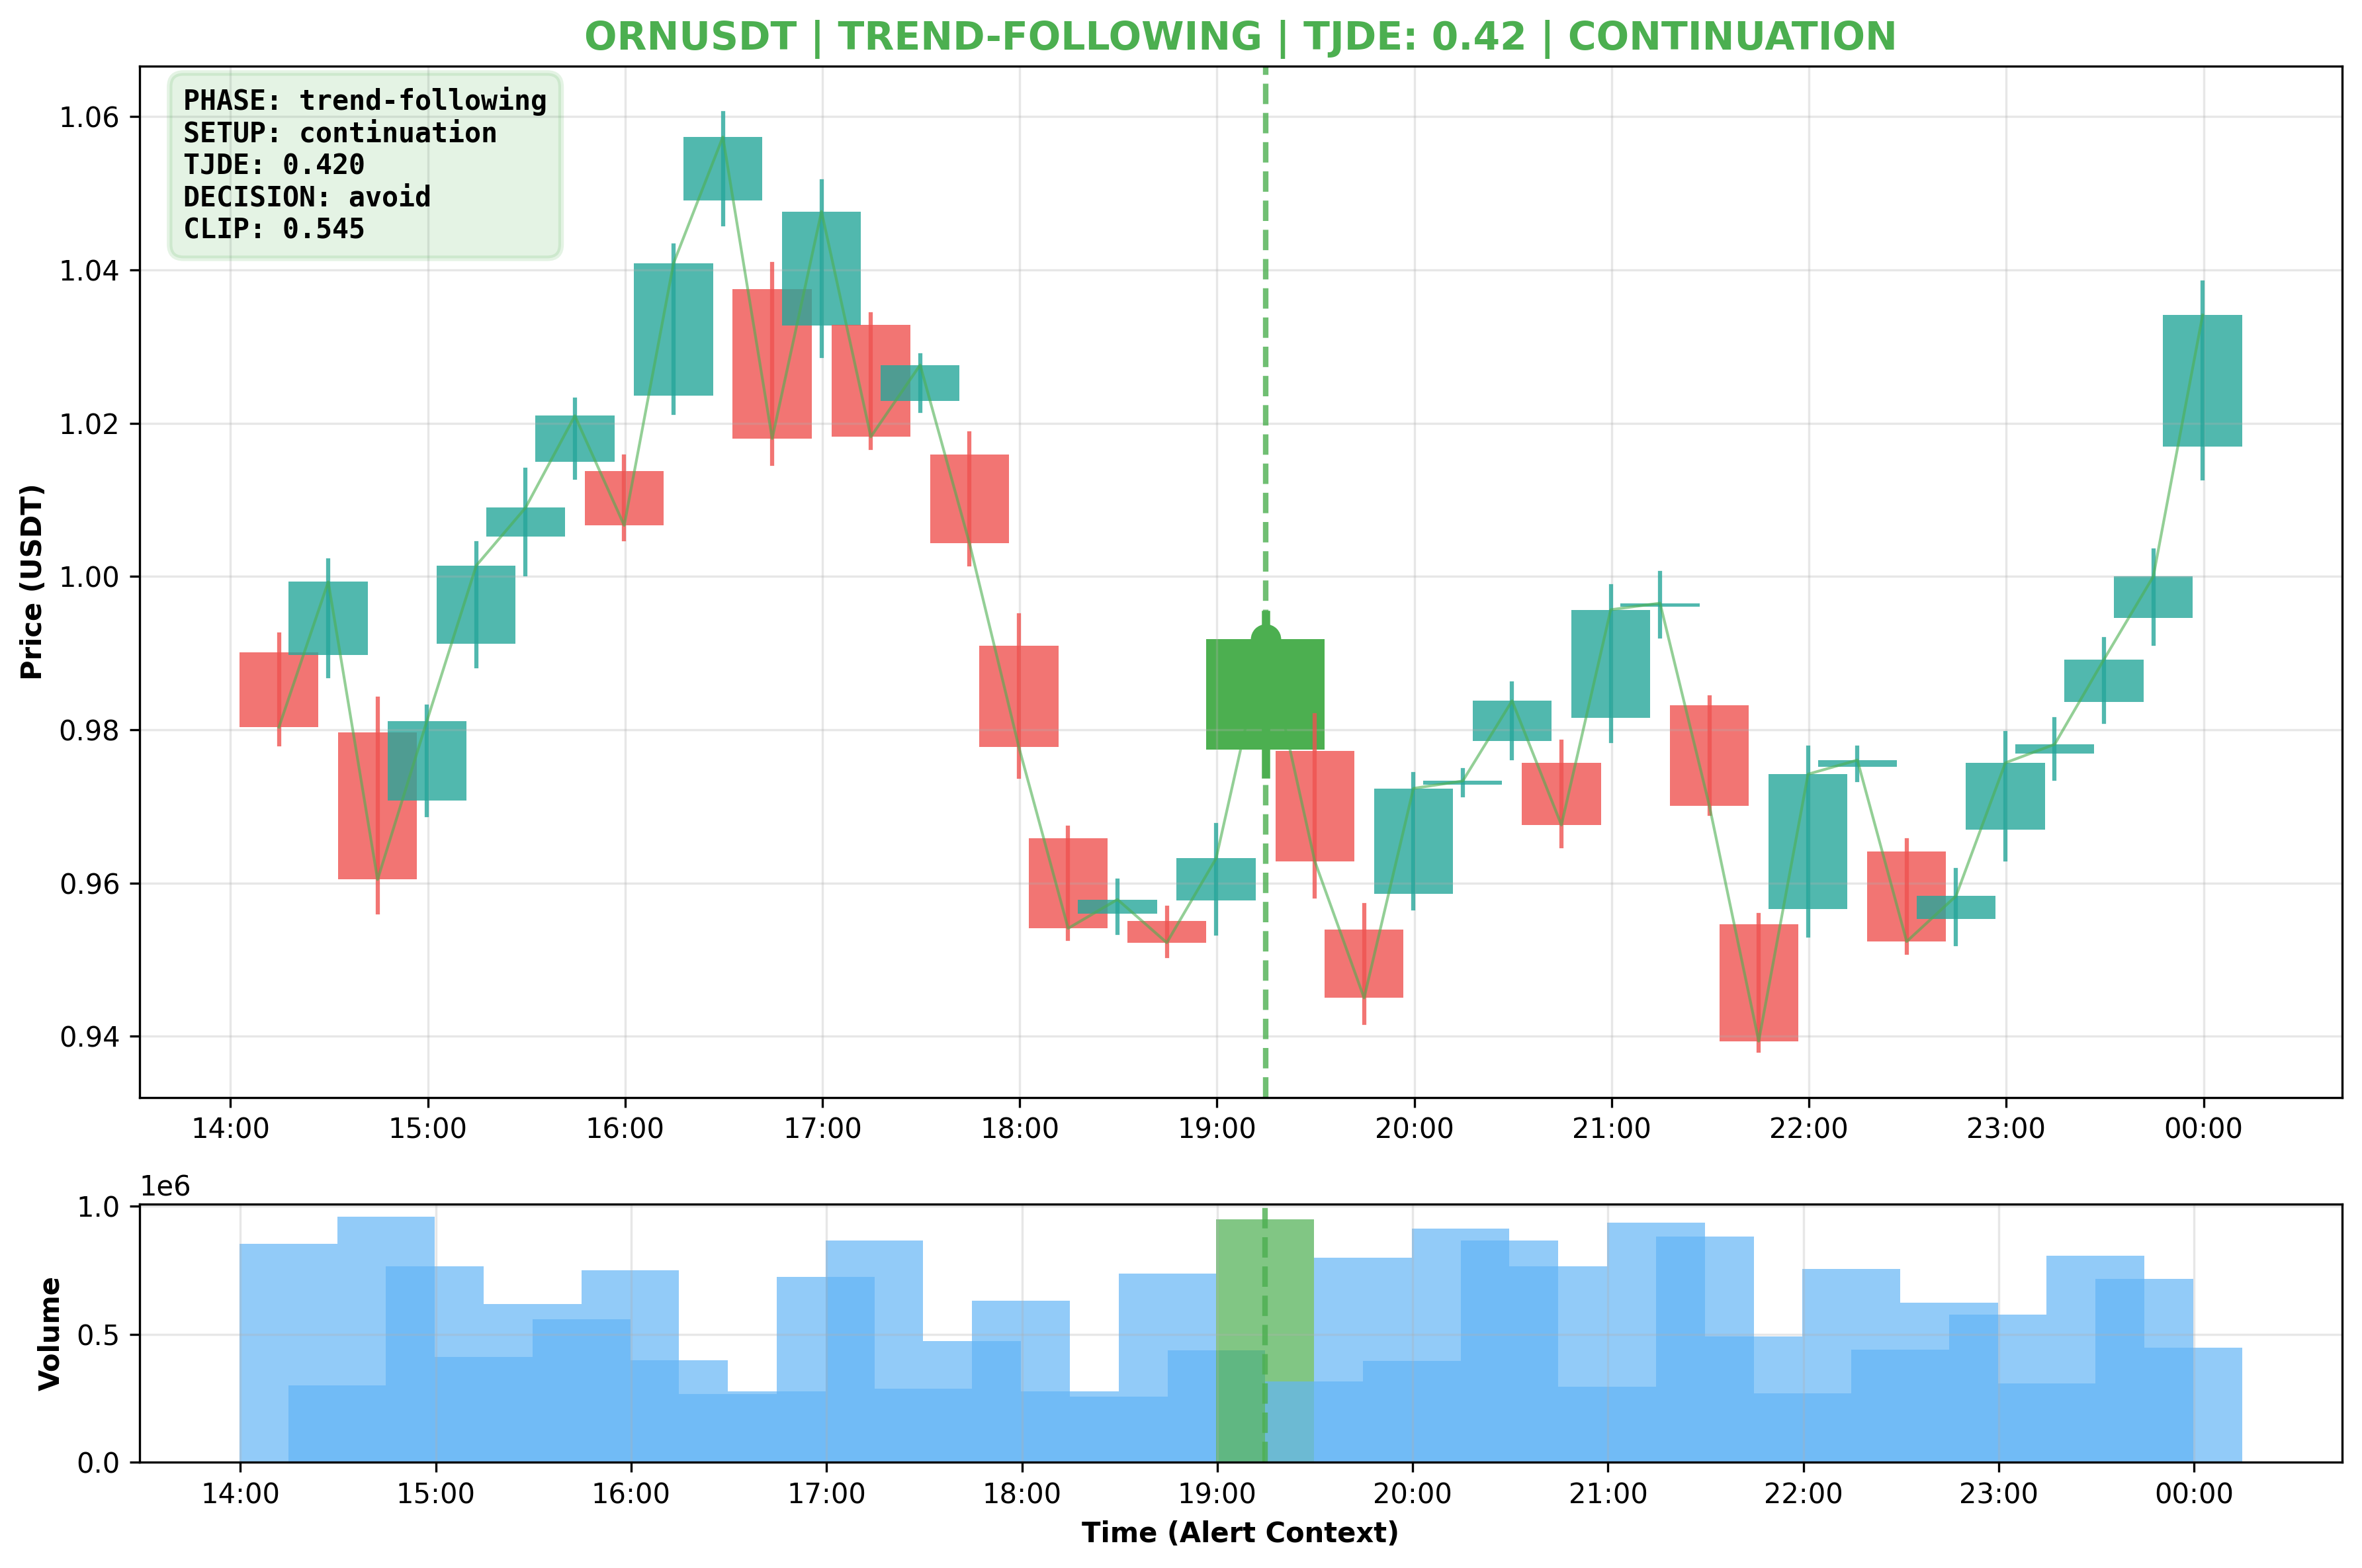 ORNUSDT | TREND-FOLLOWING | TJDE: 0.42 | CONTINUATION
PHASE: trend-following
SETUP: continuation
TJDE: 0.420
DECISION: avoid
CLIP: 0.545
Price (USDT)
1.06
1.04
1.02
1.00
0.98
0.96
0.94
14:00 15:00 16:00 17:00 18:00 19:00 20:00 21:00 22:00 23:00 00:00
1e6
Volume
1.0
0.5
0.0
14:00 15:00 16:00 17:00 18:00 19:00 20:00 21:00 22:00 23:00 00:00
Time (Alert Context)